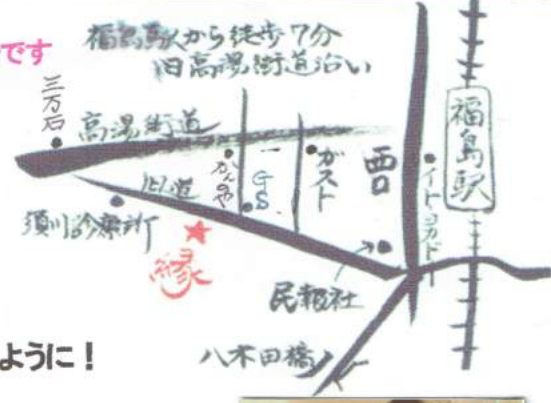 です
福島駅から徒歩7分
旧高湯街道沿い
三万石
高湯街道
かんのや
GS
ガスト
西口
イトーヨーカドー
福島駅
旧道
須川診療所
縁
民報社
八木田橋
ように!